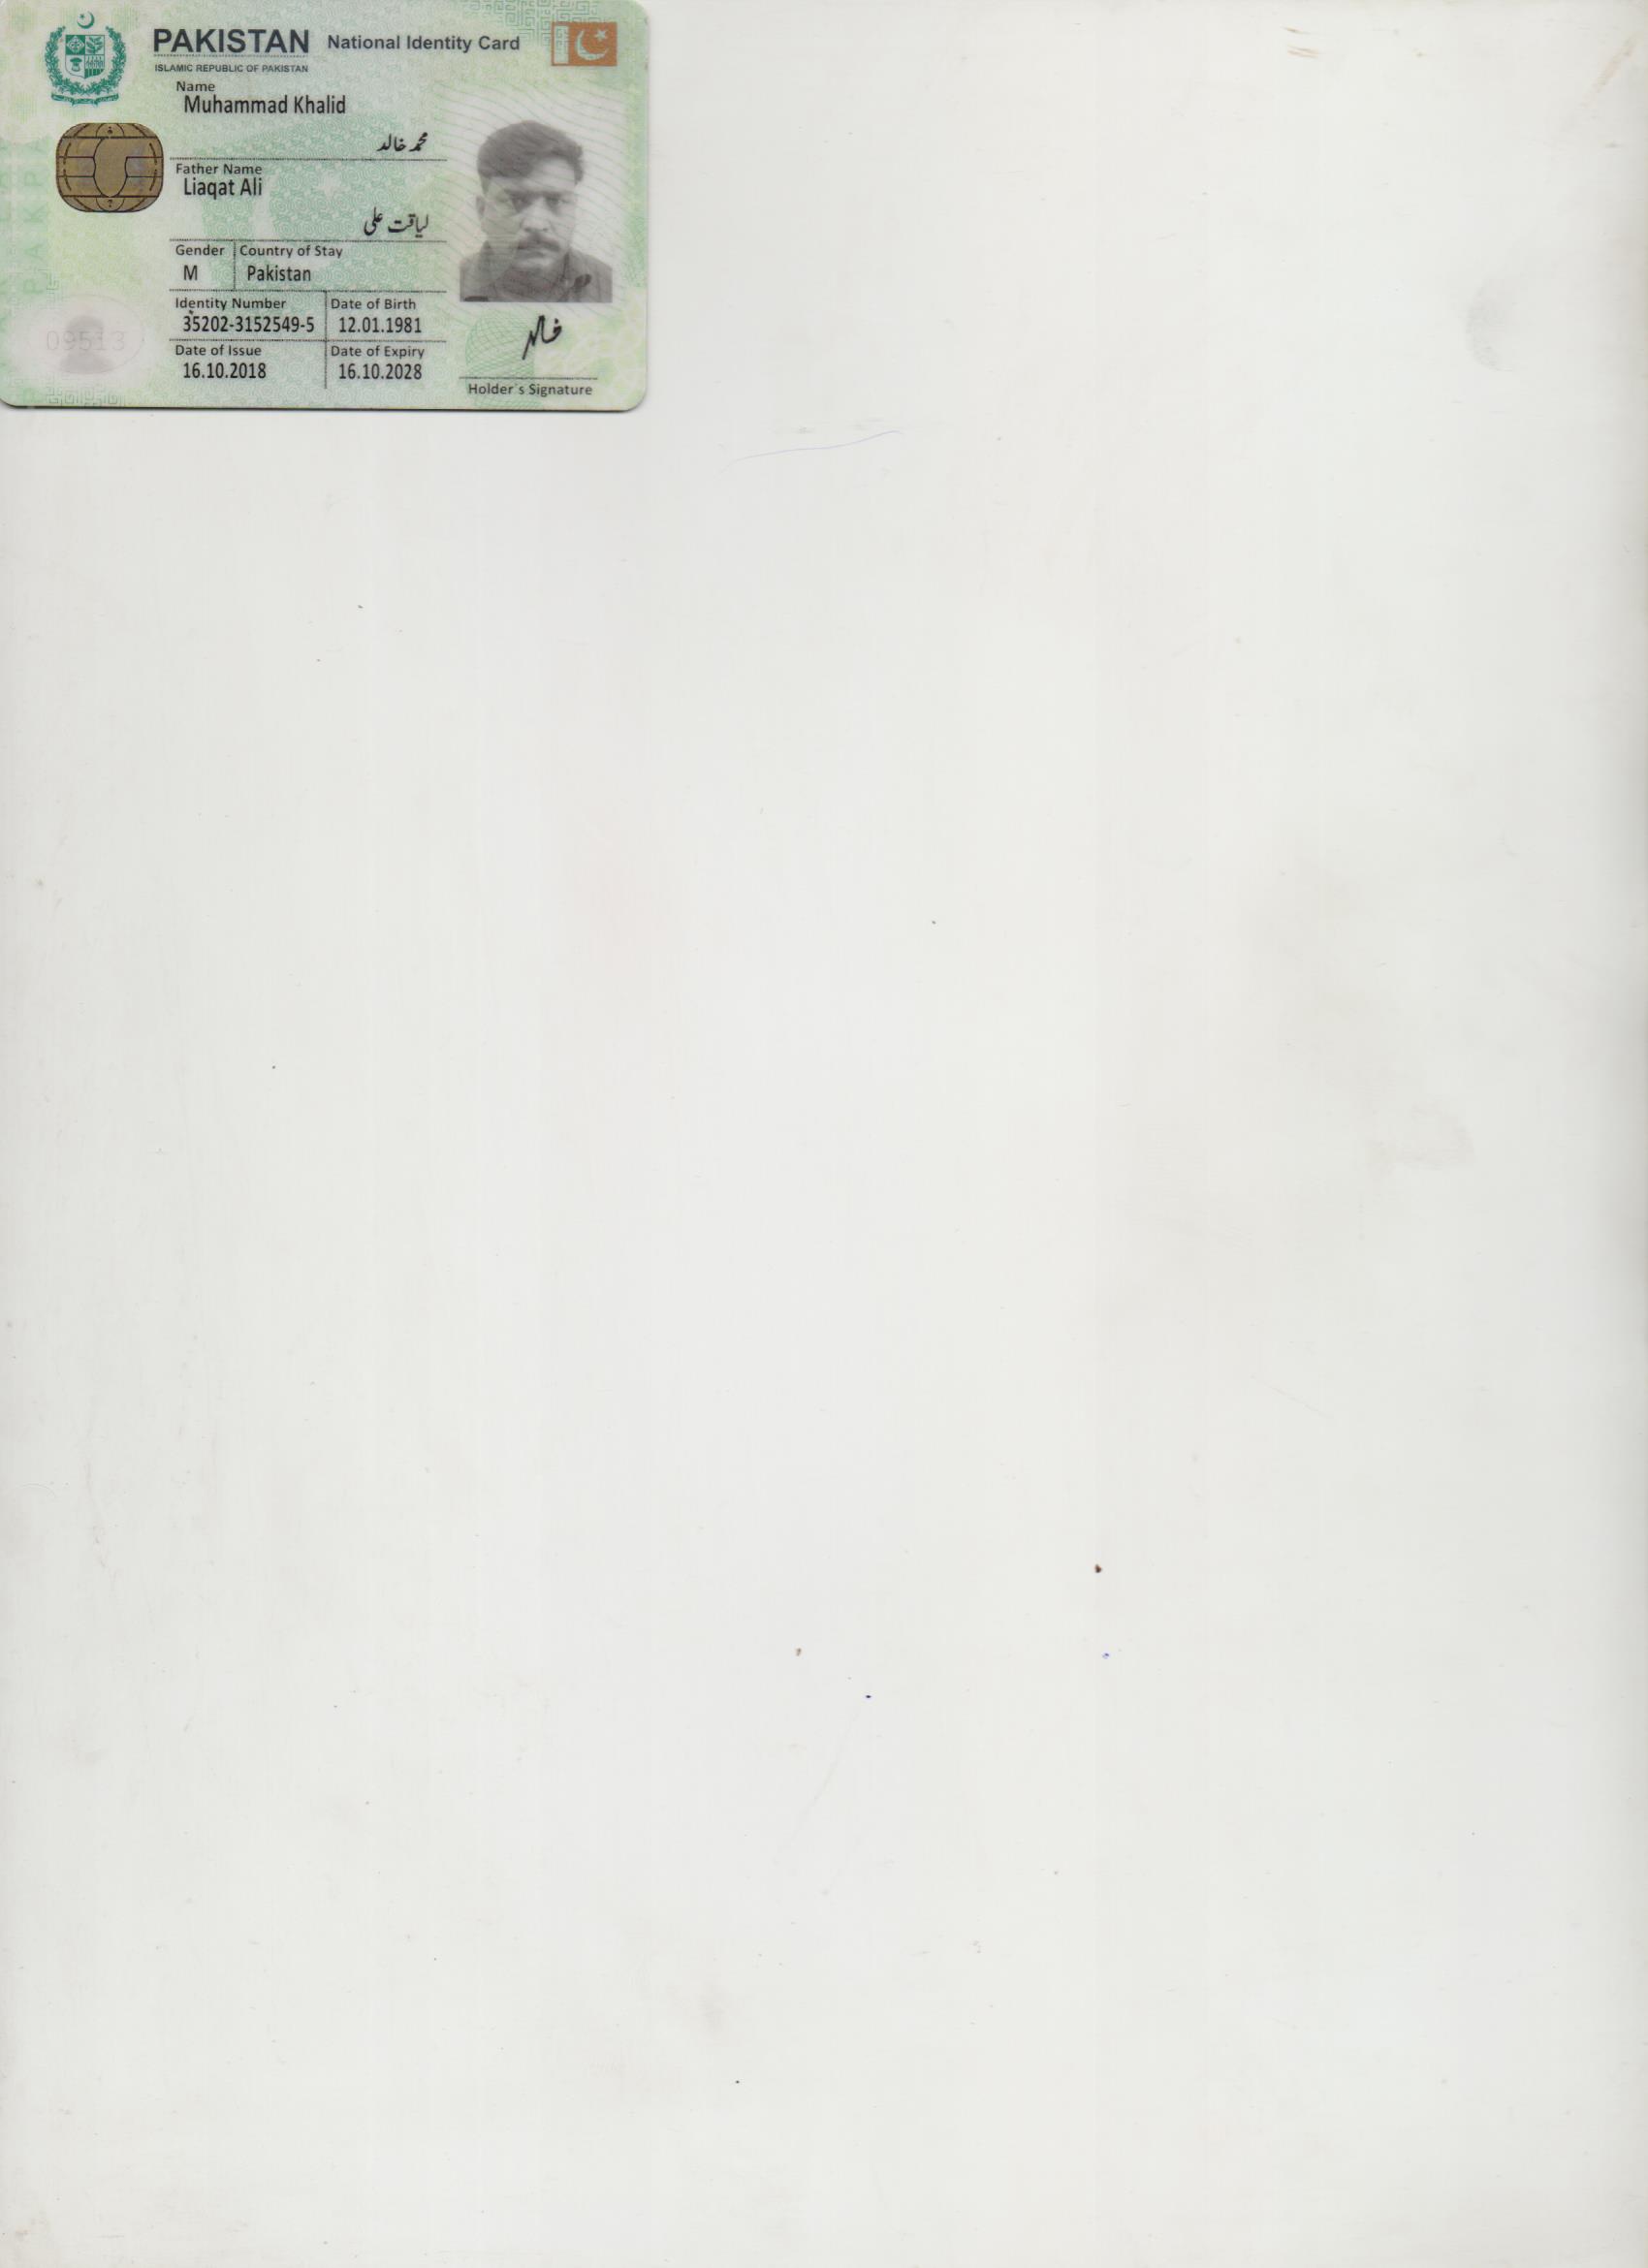 PAKISTAN National Identity Card
ISLAMIC REPUBLIC OF PAKISTAN
Name
Muhammad Khalid
محمد خالد
Father Name
Liaqat Ali
لیاقت علی
Gender Country of Stay
M Pakistan
Identity Number Date of Birth
35202-3152549-5 12.01.1981
09513
Date of Issue Date of Expiry
16.10.2018 16.10.2028
خالد
Holder's Signature